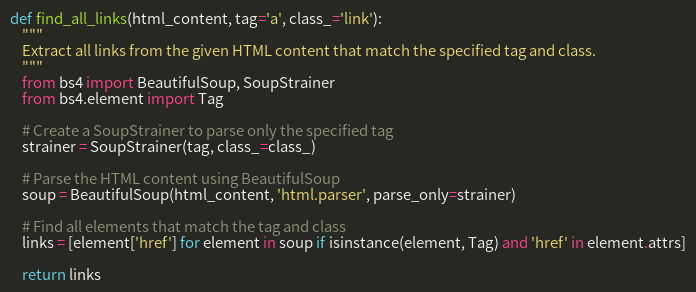 def find_all_links(html_content, tag='a', class_='link'):
    """
    Extract all links from the given HTML content that match the specified tag and class.
    """
    from bs4 import BeautifulSoup, SoupStrainer
    from bs4.element import Tag

    # Create a SoupStrainer to parse only the specified tag
    strainer = SoupStrainer(tag, class_=class_)

    # Parse the HTML content using BeautifulSoup
    soup = BeautifulSoup(html_content, 'html.parser', parse_only=strainer)

    # Find all elements that match the tag and class
    links = [element['href'] for element in soup if isinstance(element, Tag) and 'href' in element.attrs]

    return links